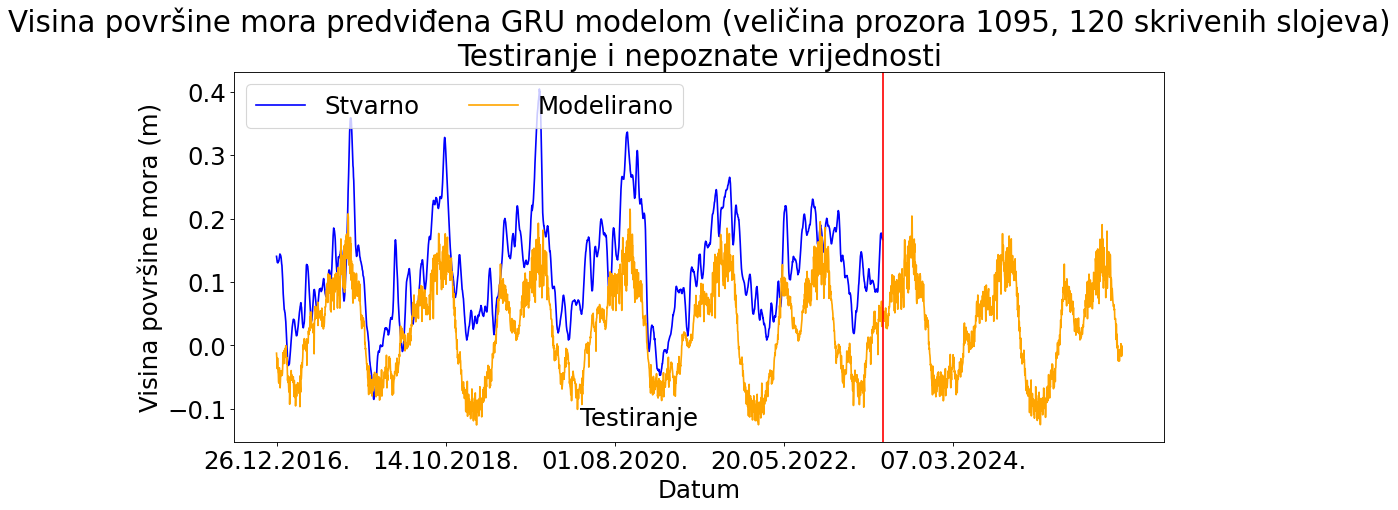 Visina površine mora predviđena GRU modelom (veličina prozora 1095, 120 skrivenih slojeva)
Testiranje i nepoznate vrijednosti
Stvarno
Modelirano
Visina površine mora (m)
0.4
0.3
0.2
0.1
0.0
−0.1
Testiranje
26.12.2016.
14.10.2018.
01.08.2020.
20.05.2022.
07.03.2024.
Datum